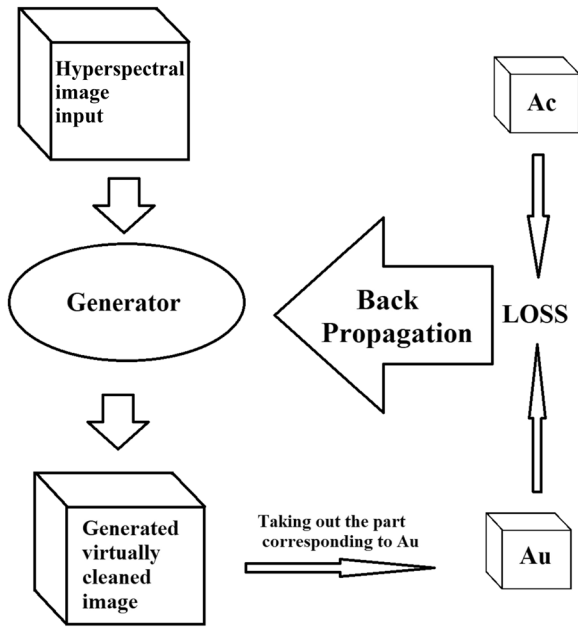 Hyperspectral
image
input
Ac
Generator
Back
Propagation
LOSS
Generated
virtually
cleaned
image
Taking out the part
corresponding to Au
Au